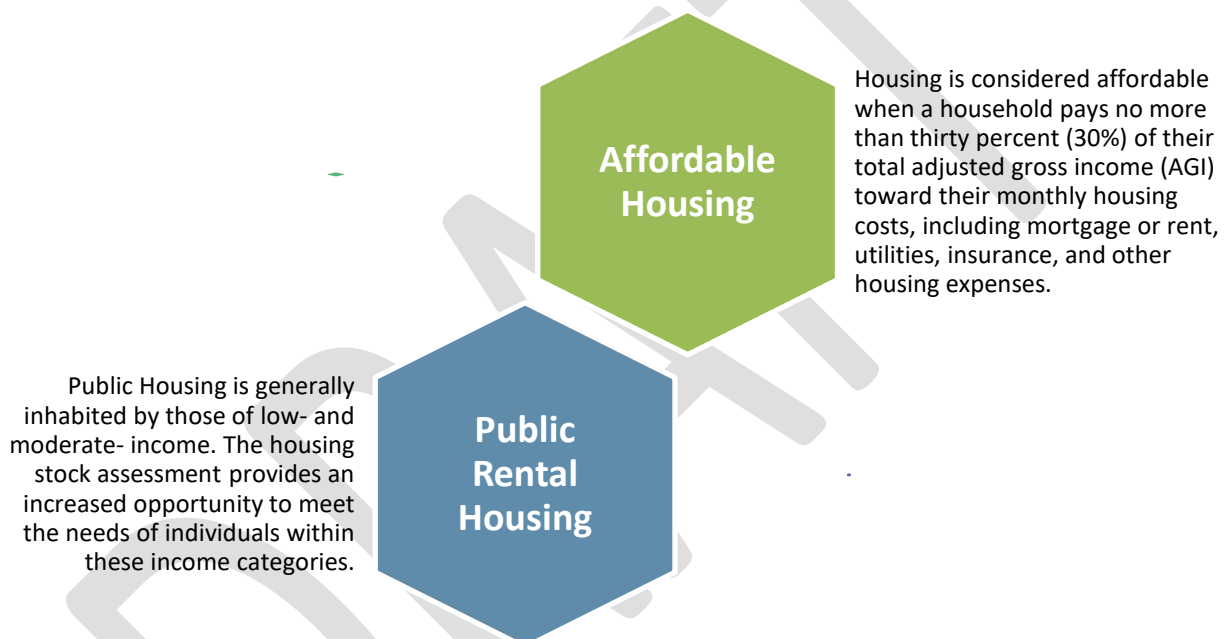 Affordable
Housing
Housing is considered affordable
when a household pays no more
than thirty percent (30%) of their
total adjusted gross income (AGI)
toward their monthly housing
costs, including mortgage or rent,
utilities, insurance, and other
housing expenses.
Public Housing is generally
inhabited by those of low- and
moderate- income. The housing
stock assessment provides an
increased opportunity to meet
the needs of individuals within
these income categories.
Public
Rental
Housing